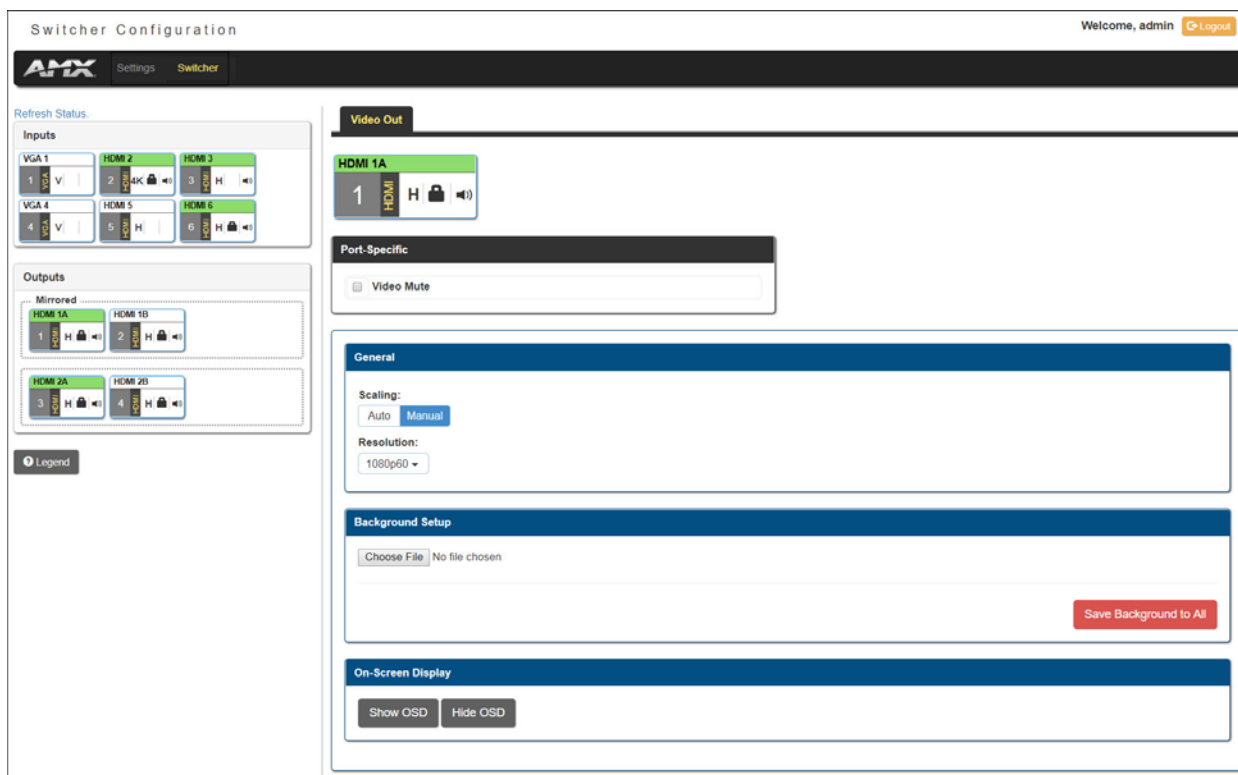 Switcher Configuration
Welcome, admin Logout
AMX Settings Switcher
Refresh Status.
Inputs
VGA 1 HDMI 2 HDMI 3
1 VGA V 2 HDMI 4K 3 HDMI H
VGA 4 HDMI 5 HDMI 6
4 VGA V 5 HDMI H 6 HDMI H
Outputs
Mirrored
HDMI 1A HDMI 1B
1 HDMI H 2 HDMI H
HDMI 2A HDMI 2B
3 HDMI H 4 HDMI H
? Legend
Video Out
HDMI 1A
1 HDMI H
Port-Specific
Video Mute
General
Scaling:
Auto Manual
Resolution:
1080p60
Background Setup
Choose File No file chosen
Save Background to All
On-Screen Display
Show OSD Hide OSD